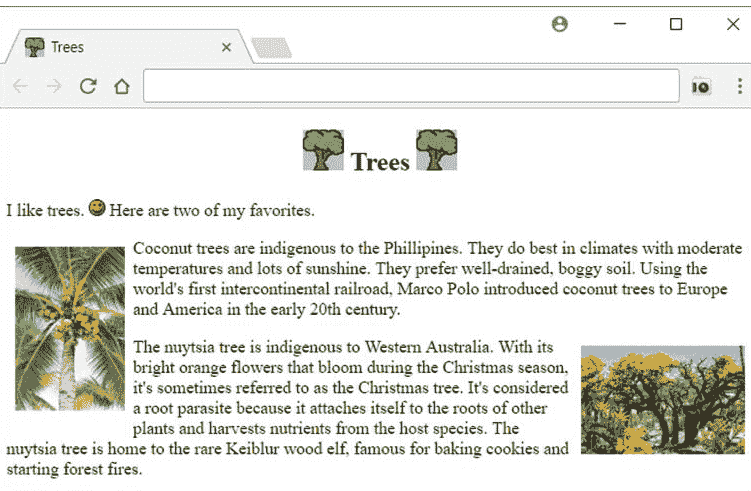 Trees
Trees
I like trees. Here are two of my favorites.
Coconut trees are indigenous to the Phillipines. They do best in climates with moderate
temperatures and lots of sunshine. They prefer well-drained, boggy soil. Using the
world's first intercontinental railroad, Marco Polo introduced coconut trees to Europe
and America in the early 20th century.
The nuytsia tree is indigenous to Western Australia. With its
bright orange flowers that bloom during the Christmas season,
it's sometimes referred to as the Christmas tree. It's considered
a root parasite because it attaches itself to the roots of other
plants and harvests nutrients from the host species. The
nuytsia tree is home to the rare Keiblur wood elf, famous for baking cookies and
starting forest fires.